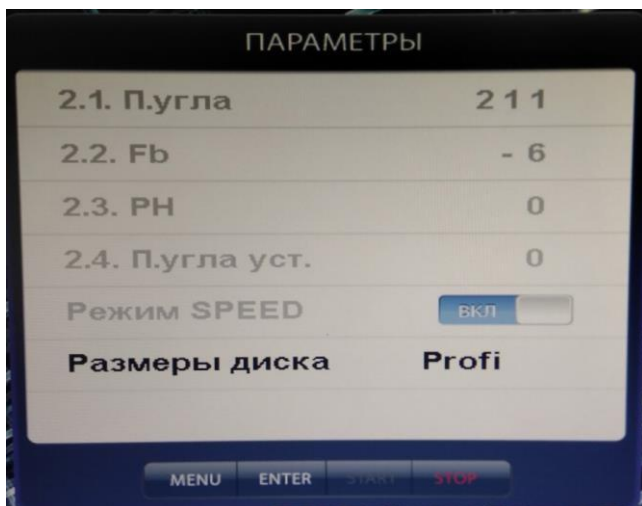 ПАРАМЕТРЫ
2.1. П.угла 211
2.2. Fb - 6
2.3. PH 0
2.4. П.угла уст. 0
Режим SPEED ВКЛ
Размеры диска Profi
MENU ENTER START STOP